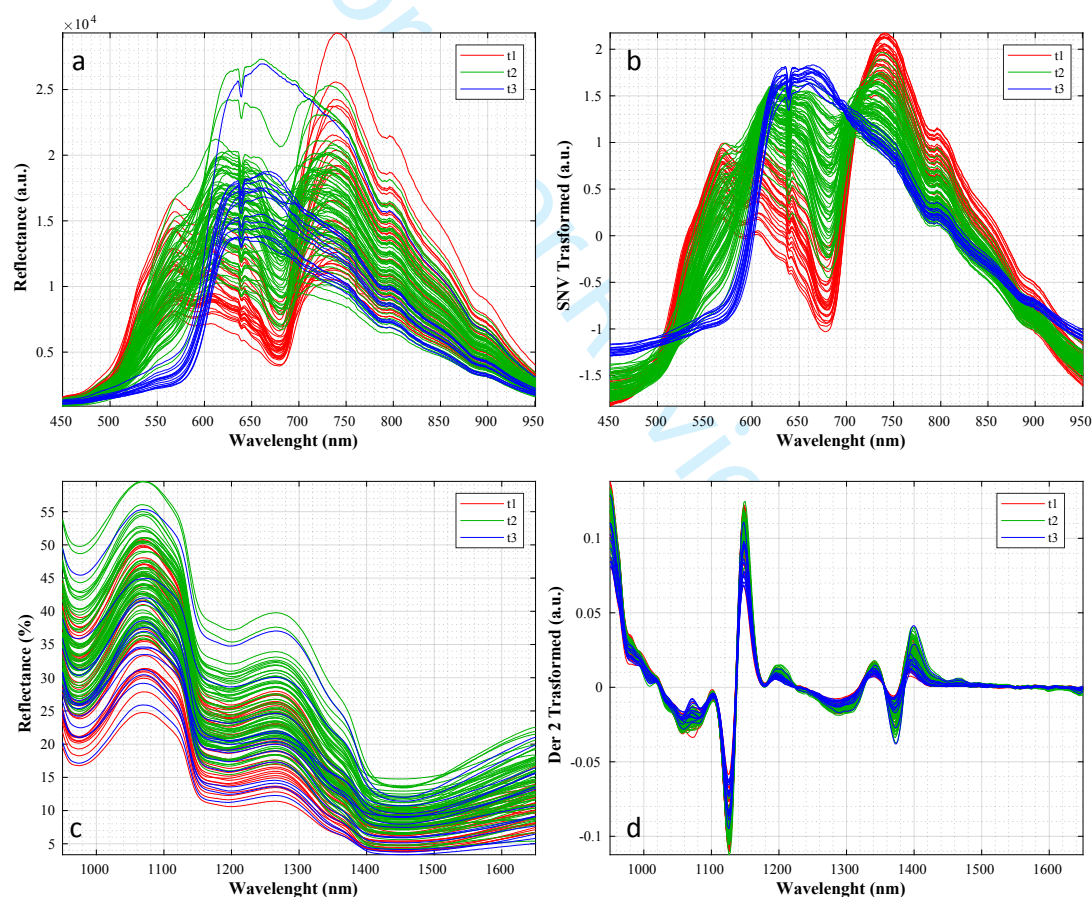 ×10⁴
a
t1
t2
t3
2.5
2
1.5
1
0.5
Reflectance (a.u.)
450 500 550 600 650 700 750 800 850 900 950
Wavelenght (nm)
b
t1
t2
t3
2
1.5
1
0.5
0
-0.5
-1
-1.5
SNV Trasformed (a.u.)
450 500 550 600 650 700 750 800 850 900 950
Wavelenght (nm)
t1
t2
t3
55
50
45
40
35
30
25
20
15
10
5
Reflectance (%)
c
1000 1100 1200 1300 1400 1500 1600
Wavelenght (nm)
t1
t2
t3
0.1
0.05
0
-0.05
-0.1
Der 2 Trasformed (a.u.)
d
1000 1100 1200 1300 1400 1500 1600
Wavelenght (nm)